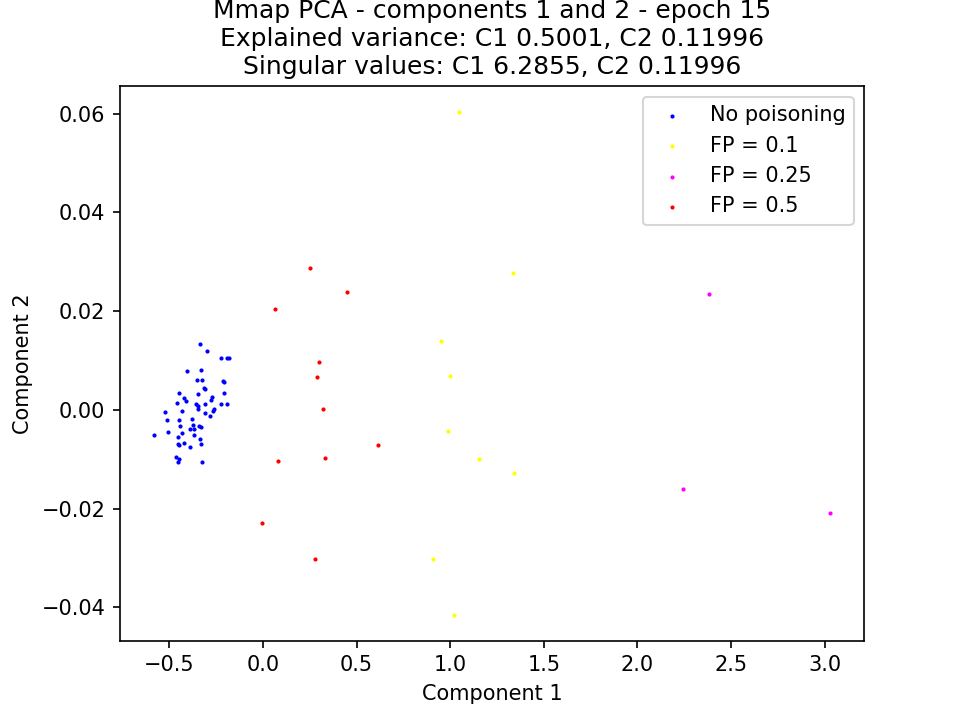 Mmap PCA - components 1 and 2 - epoch 15
Explained variance: C1 0.5001, C2 0.11996
Singular values: C1 6.2855, C2 0.11996
No poisoning
FP = 0.1
FP = 0.25
FP = 0.5
Component 2
0.06
0.04
0.02
0.00
−0.02
−0.04
−0.5
0.0
0.5
1.0
1.5
2.0
2.5
3.0
Component 1